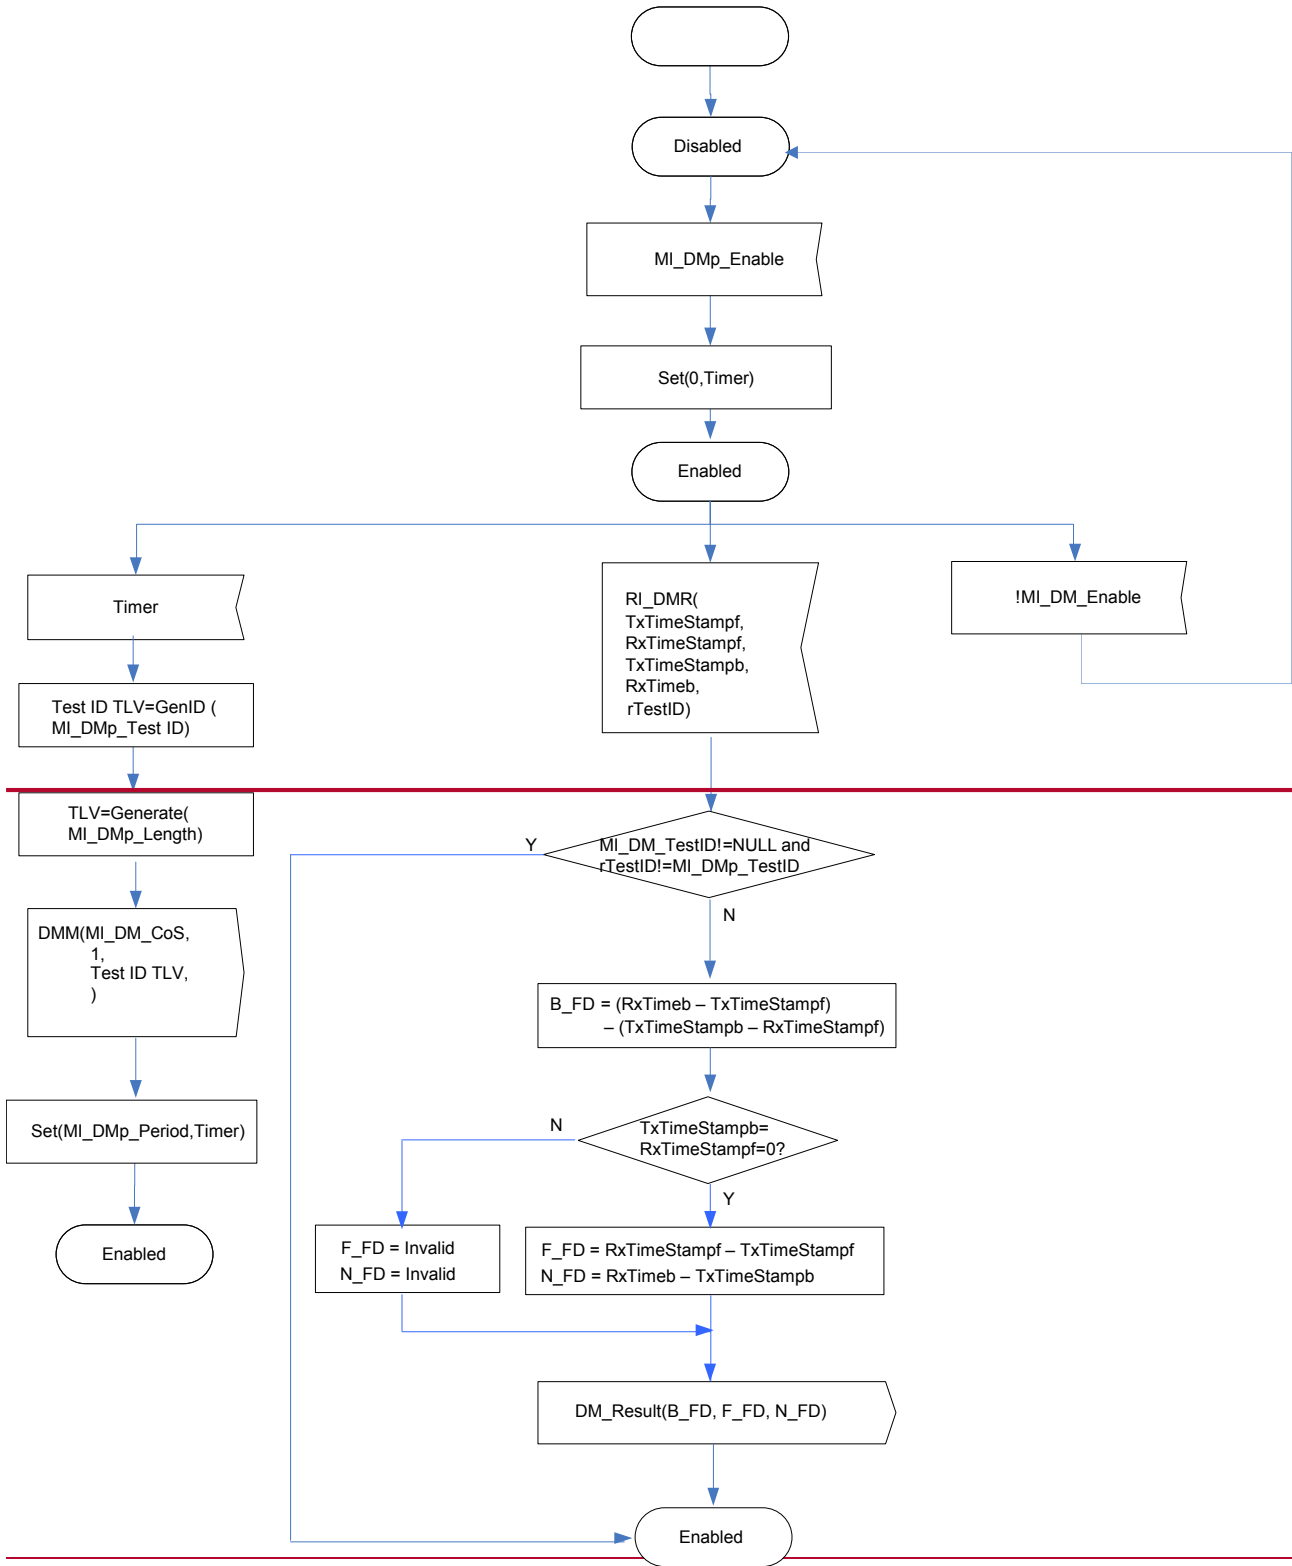 Disabled
MI_DMp_Enable
Set(0,Timer)
Enabled
Timer
Test ID TLV=GenID (
MI_DMp_Test ID)
TLV=Generate(
MI_DMp_Length)
DMM(MI_DM_CoS,
1,
Test ID TLV,
)
Set(MI_DMp_Period,Timer)
Enabled
RI_DMR(
TxTimeStampf,
RxTimeStampf,
TxTimeStampb,
RxTimeb,
rTestID)
!MI_DM_Enable
Y
MI_DM_TestID!=NULL and
rTestID!=MI_DMp_TestID
N
B_FD = (RxTimeb – TxTimeStampf)
– (TxTimeStampb – RxTimeStampf)
N
TxTimeStampb=
RxTimeStampf=0?
Y
F_FD = Invalid
N_FD = Invalid
F_FD = RxTimeStampf – TxTimeStampf
N_FD = RxTimeb – TxTimeStampb
DM_Result(B_FD, F_FD, N_FD)
Enabled